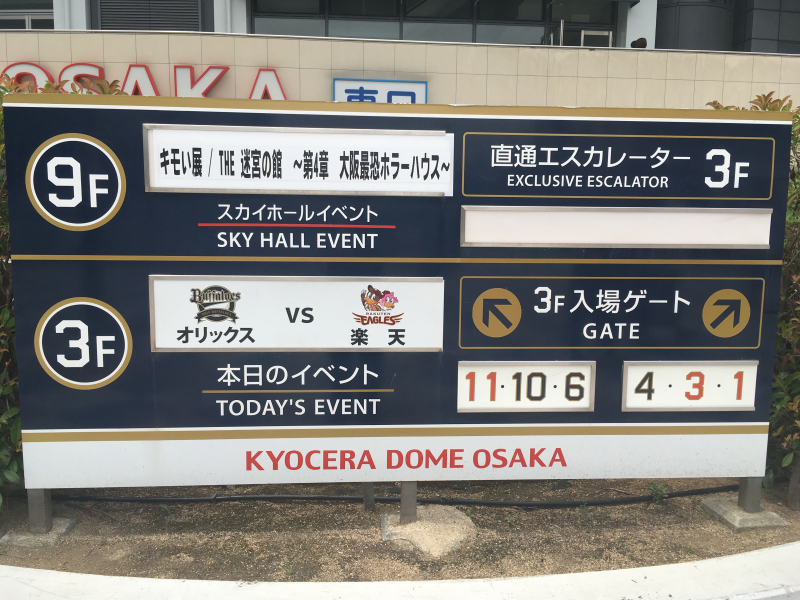 OSAKA
9F
キモい展 / THE 迷宮の館 ～第4章 大阪最恐ホラーハウス～
スカイホールイベント
SKY HALL EVENT
直通エスカレーター 3F
EXCLUSIVE ESCALATOR
3F
Buffaloes
オリックス
VS
RAKUTEN
EAGLES
楽天
本日のイベント
TODAY'S EVENT
3F入場ゲート
GATE
11・10・6
4・3・1
KYOCERA DOME OSAKA